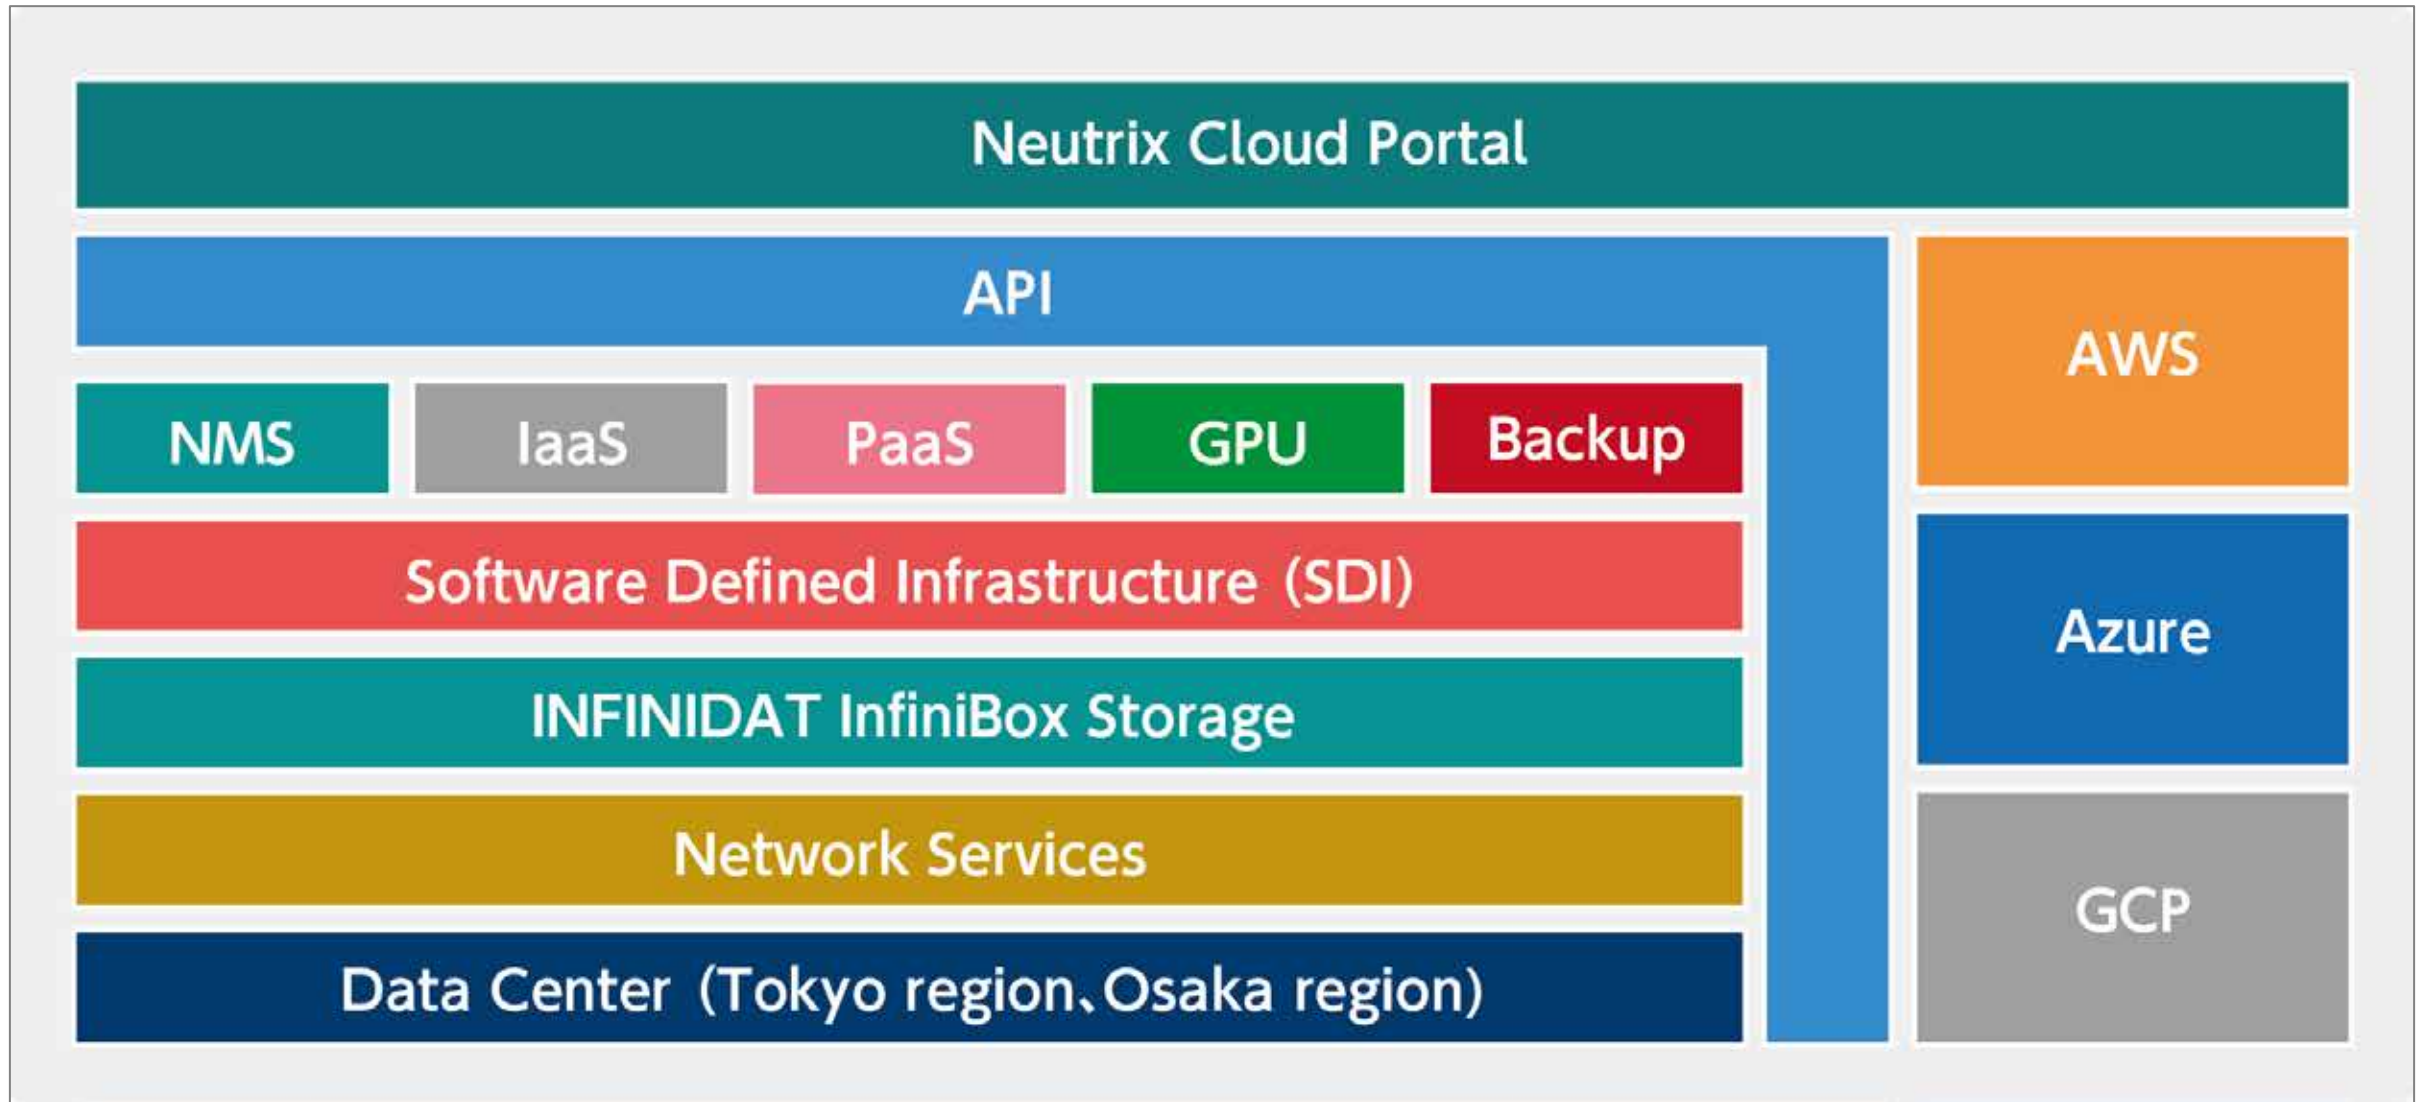 Neutrix Cloud Portal
API
AWS
NMS
IaaS
PaaS
GPU
Backup
Software Defined Infrastructure (SDI)
Azure
INFINIDAT InfiniBox Storage
Network Services
GCP
Data Center (Tokyo region、Osaka region)